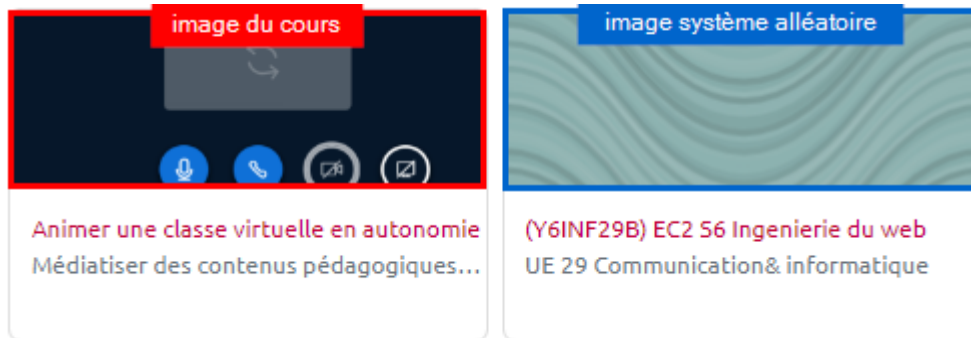 image du cours
image système alléatoire
Animer une classe virtuelle en autonomie
Médiatiser des contenus pédagogiques...
(Y6INF29B) EC2 S6 Ingenierie du web
UE 29 Communication& informatique